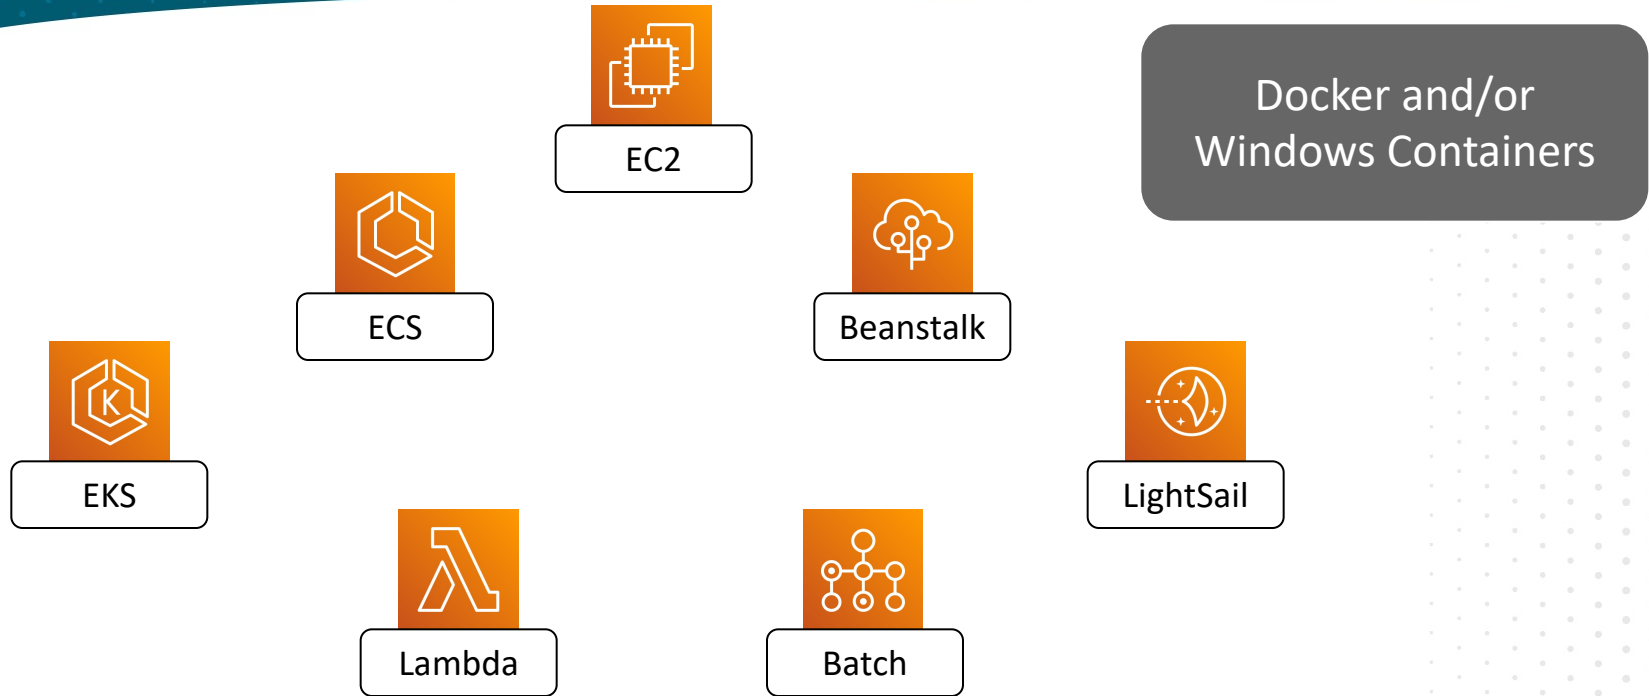 EC2
Docker and/or
Windows Containers
ECS
Beanstalk
K
EKS
LightSail
Lambda
Batch